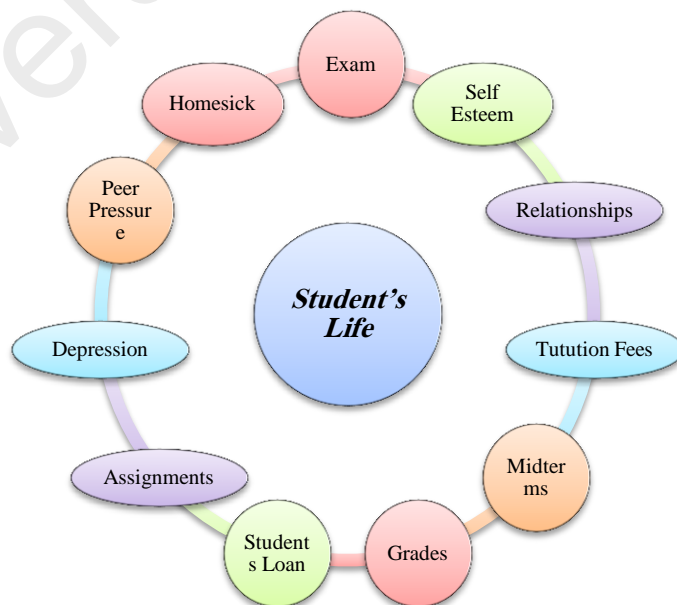 Exam
Self
Esteem
Relationships
Tutution Fees
Midter
ms
Grades
Student
s Loan
Assignments
Depression
Peer
Pressur
e
Homesick
Student's
Life